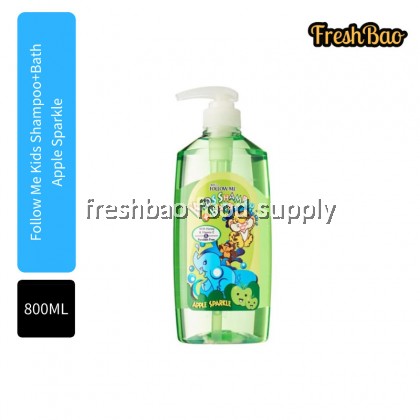 FreshBao
Follow Me Kids Shampoo+Bath
Apple Sparkle
FOLLOW ME
freshbao food supply
APPLE SPARKLE
800ML